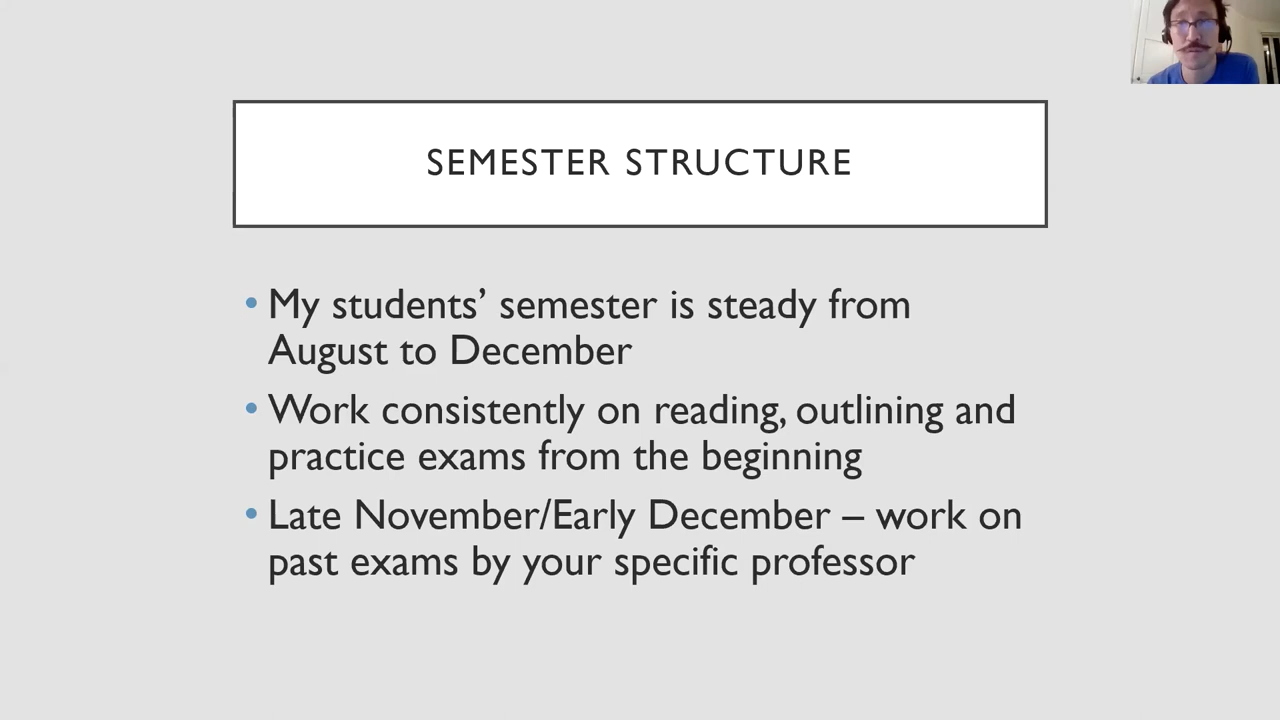 SEMESTER STRUCTURE
• My students’ semester is steady from
August to December
• Work consistently on reading, outlining and
practice exams from the beginning
• Late November/Early December – work on
past exams by your specific professor